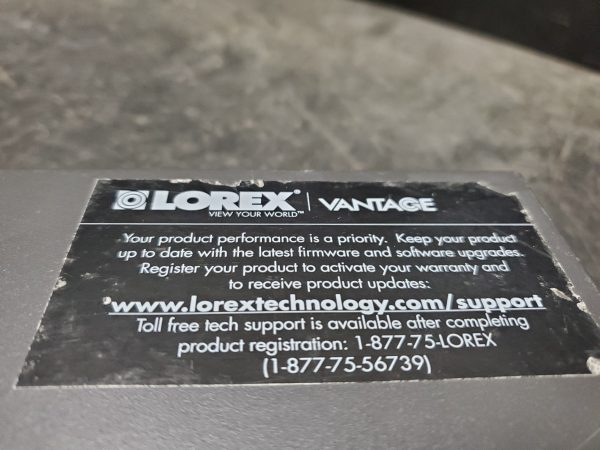 LOREX® | VANTAGE
VIEW YOUR WORLD™
Your product performance is a priority. Keep your product
up to date with the latest firmware and software upgrades.
Register your product to activate your warranty and
to receive product updates:
www.lorextechnology.com/support
Toll free tech support is available after completing
product registration: 1-877-75-LOREX
(1-877-75-56739)